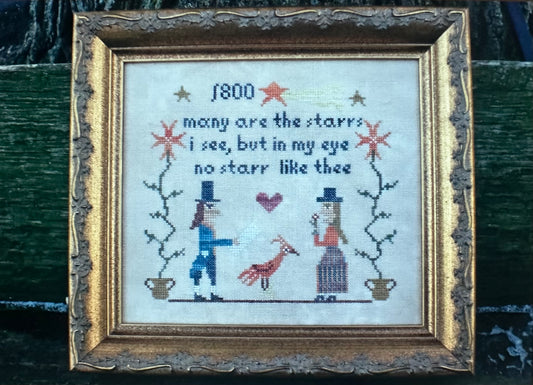 1800
many are the starrs
i see, but in my eye
no starr like thee